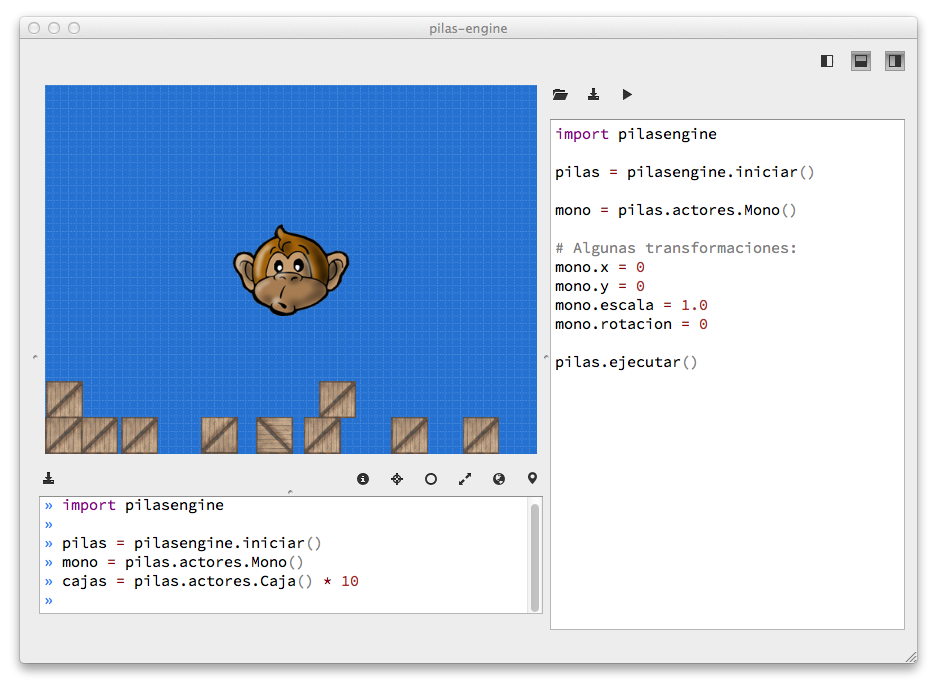 pilas-engine
import pilasengine
pilas = pilasengine.iniciar()
mono = pilas.actores.Mono()
# Algunas transformaciones:
mono.x = 0
mono.y = 0
mono.escala = 1.0
mono.rotacion = 0
pilas.ejecutar()
» import pilasengine
»
» pilas = pilasengine.iniciar()
» mono = pilas.actores.Mono()
» cajas = pilas.actores.Caja() * 10
»